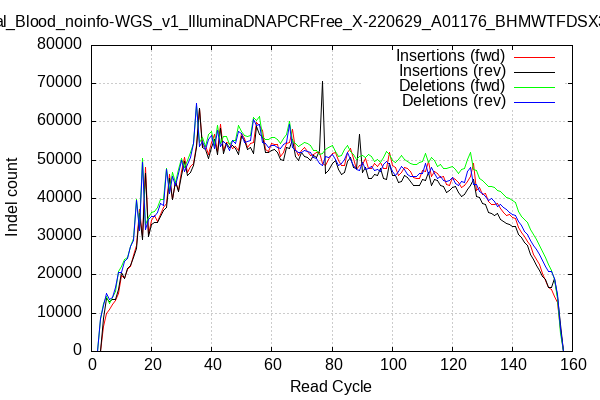 al_Blood_noinfo-WGS_v1_IlluminaDNAPCRFree_X-220629_A01176_BHMWTFDSX
Insertions (fwd)
Insertions (rev)
Deletions (fwd)
Deletions (rev)
Indel count
80000
70000
60000
50000
40000
30000
20000
10000
0
0 20 40 60 80 100 120 140 160
Read Cycle